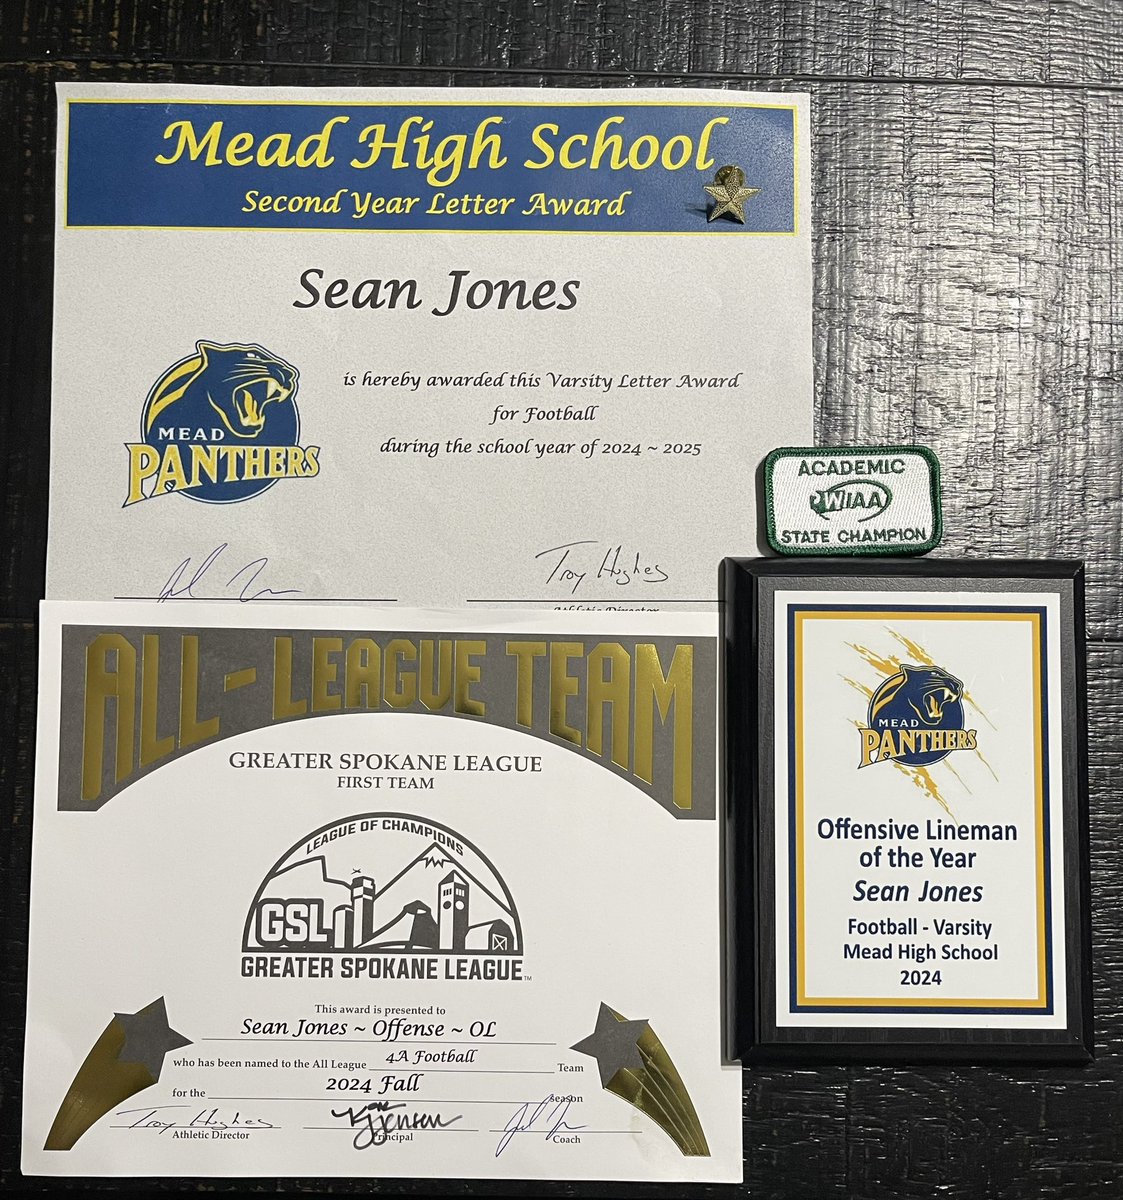 Mead High School
Second Year Letter Award
Sean Jones
is hereby awarded this Varsity Letter Award
for Football
during the school year of 2024 ~ 2025
MEAD
PANTHERS
Troy Hughes
Athletic Director
ACADEMIC
WIAA
STATE CHAMPION
ALL-LEAGUE TEAM
GREATER SPOKANE LEAGUE
FIRST TEAM
LEAGUE OF CHAMPIONS
GSL
GREATER SPOKANE LEAGUE™
This award is presented to
Sean Jones ~ Offense ~ OL
who has been named to the All League 4A Football Team
for the 2024 Fall Season
Troy Hughes
Athletic Director
Principal
Coach
MEAD
PANTHERS
Offensive Lineman
of the Year
Sean Jones
Football - Varsity
Mead High School
2024